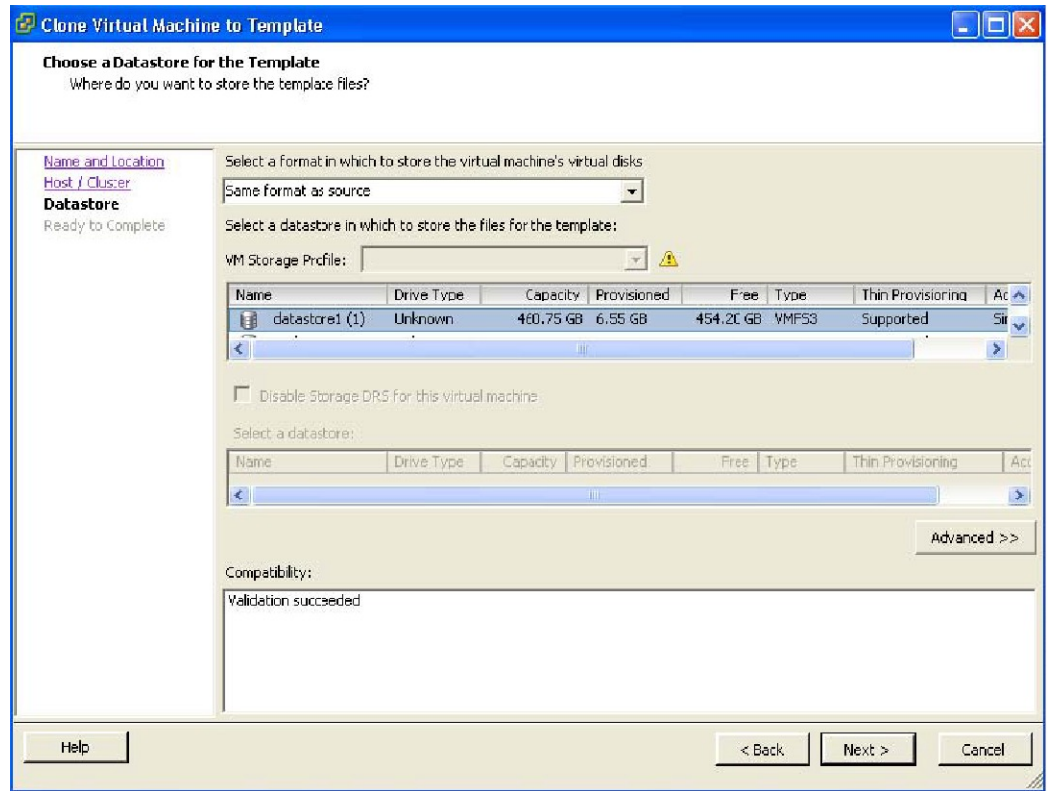 Clone Virtual Machine to Template
Choose a Datastore for the Template
Where do you want to store the template files?
Name and Location
Host / Cluster
Datastore
Ready to Complete
Select a format in which to store the virtual machine's virtual disks
Same format as source
Select a datastore in which to store the files for the template:
VM Storage Profile:
Name Drive Type Capacity Provisioned Free Type Thin Provisioning Ac
datastore1 (1) Unknown 460.75 GB 6.55 GB 454.20 GB VMFS3 Supported Sin
Disable Storage DRS for this virtual machine
Select a datastore:
Name Drive Type Capacity Provisioned Free Type Thin Provisioning Acc
Advanced >>
Compatibility:
Validation succeeded
Help < Back Next > Cancel